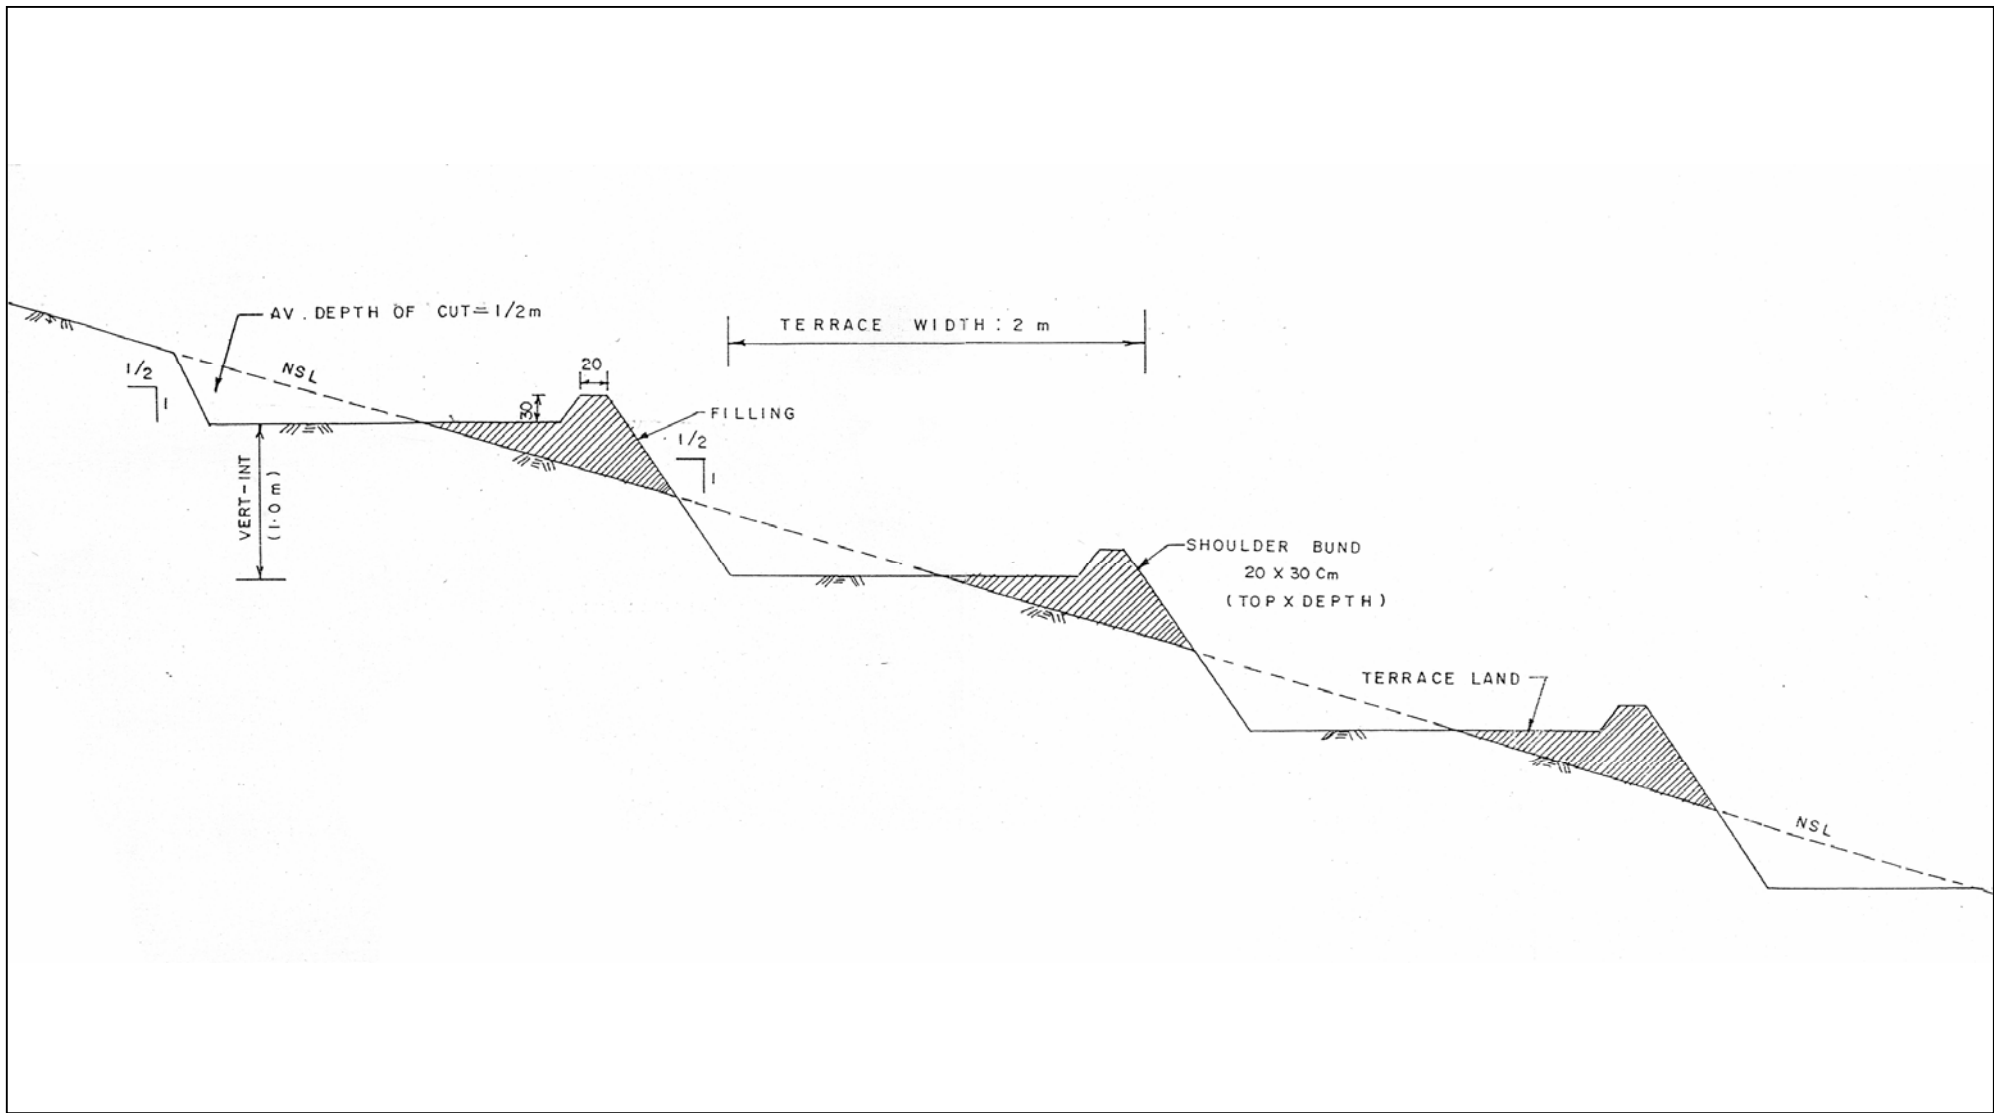 AV. DEPTH OF CUT=1/2m
TERRACE WIDTH: 2 m
1/2
1
NSL
20
30
FILLING
1/2
1
VERT-INT
(1.0 m)
SHOULDER BUND
20 X 30 Cm
(TOP X DEPTH)
TERRACE LAND
NSL